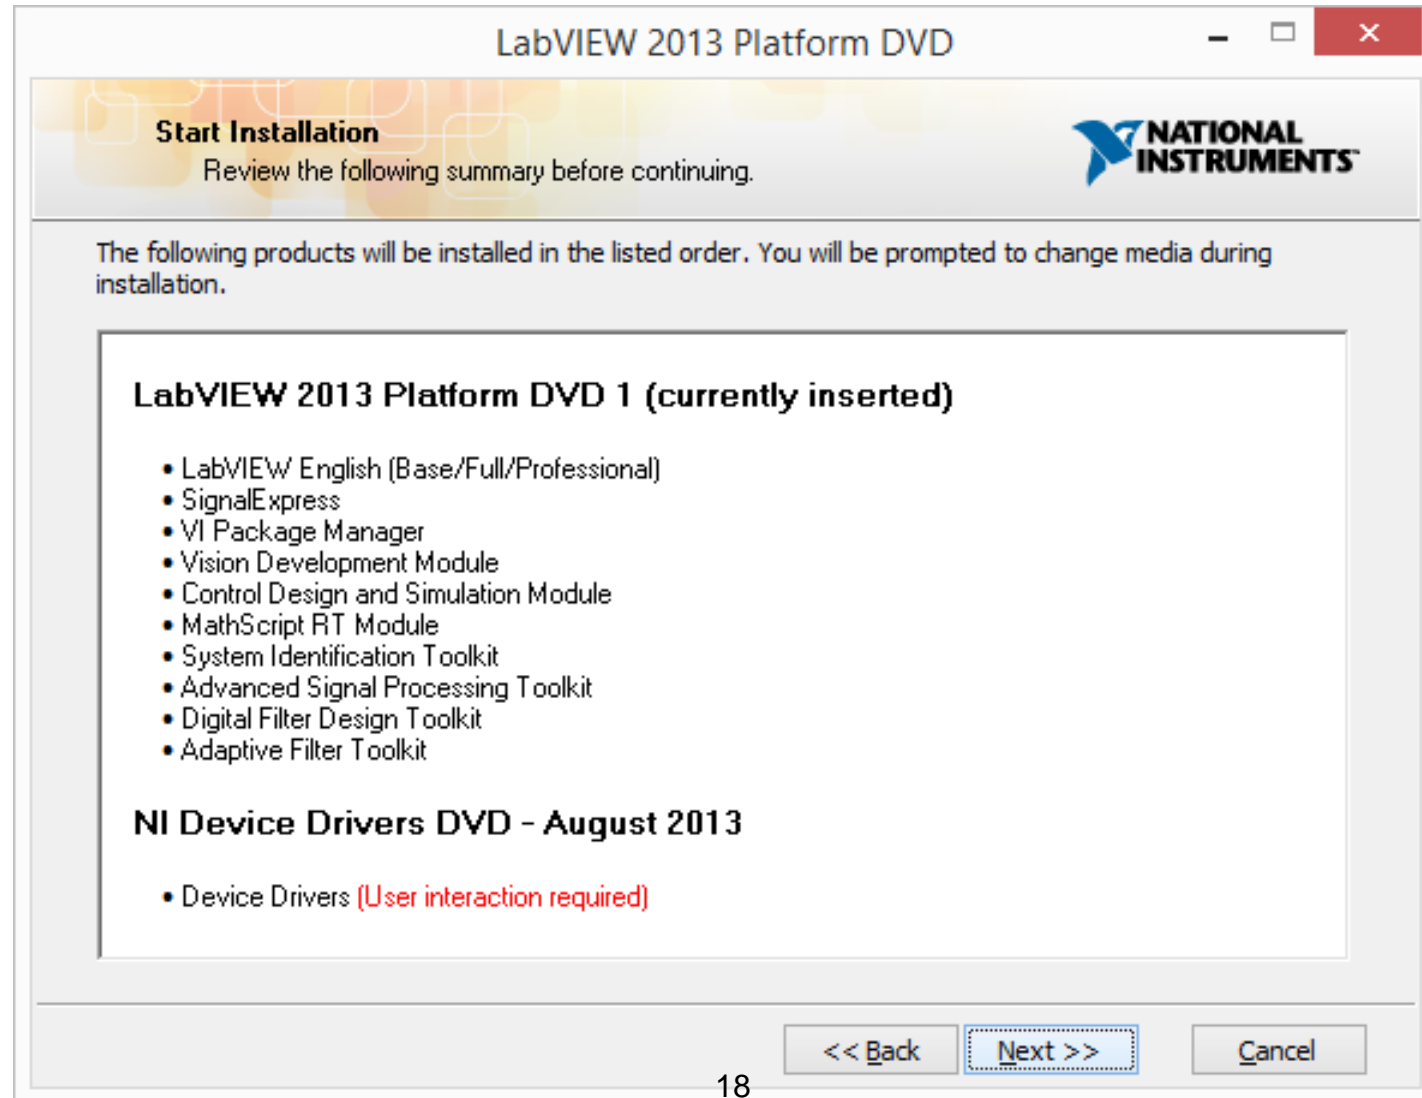 LabVIEW 2013 Platform DVD
Start Installation
Review the following summary before continuing.
NATIONAL
INSTRUMENTS™
The following products will be installed in the listed order. You will be prompted to change media during
installation.
LabVIEW 2013 Platform DVD 1 (currently inserted)
• LabVIEW English (Base/Full/Professional)
• SignalExpress
• VI Package Manager
• Vision Development Module
• Control Design and Simulation Module
• MathScript RT Module
• System Identification Toolkit
• Advanced Signal Processing Toolkit
• Digital Filter Design Toolkit
• Adaptive Filter Toolkit
NI Device Drivers DVD - August 2013
• Device Drivers (User interaction required)
<< Back Next >> Cancel
18